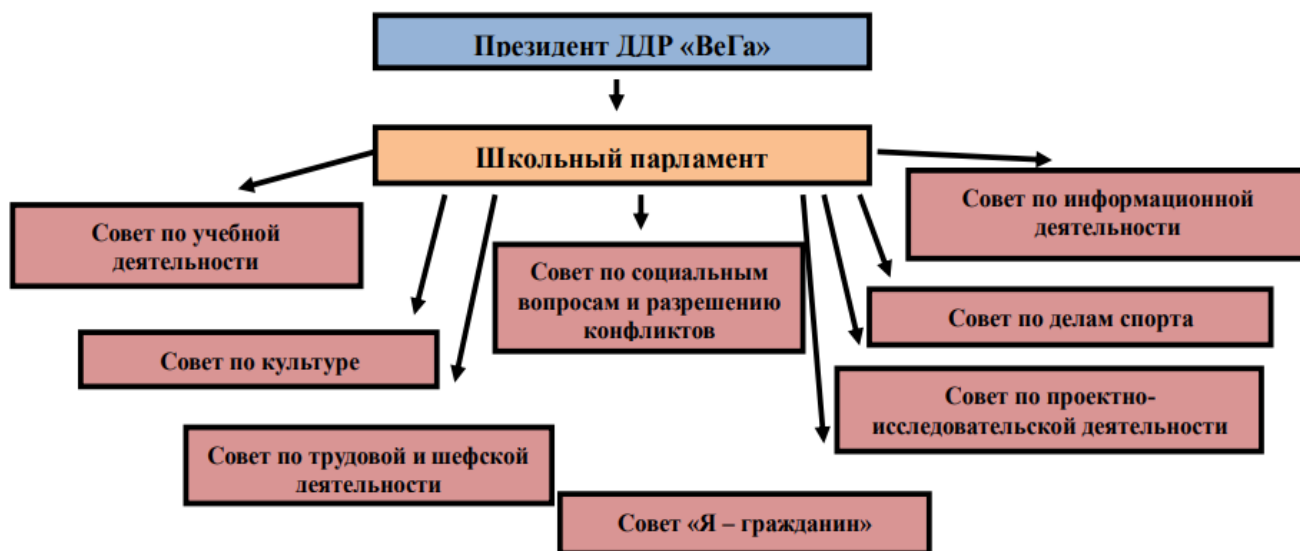 Президент ДДР «ВеГа»
Школьный парламент
Совет по информационной
деятельности
Совет по учебной
деятельности
Совет по социальным
вопросам и разрешению
конфликтов
Совет по делам спорта
Совет по культуре
Совет по проектно-
исследовательской деятельности
Совет по трудовой и шефской
деятельности
Совет «Я – гражданин»